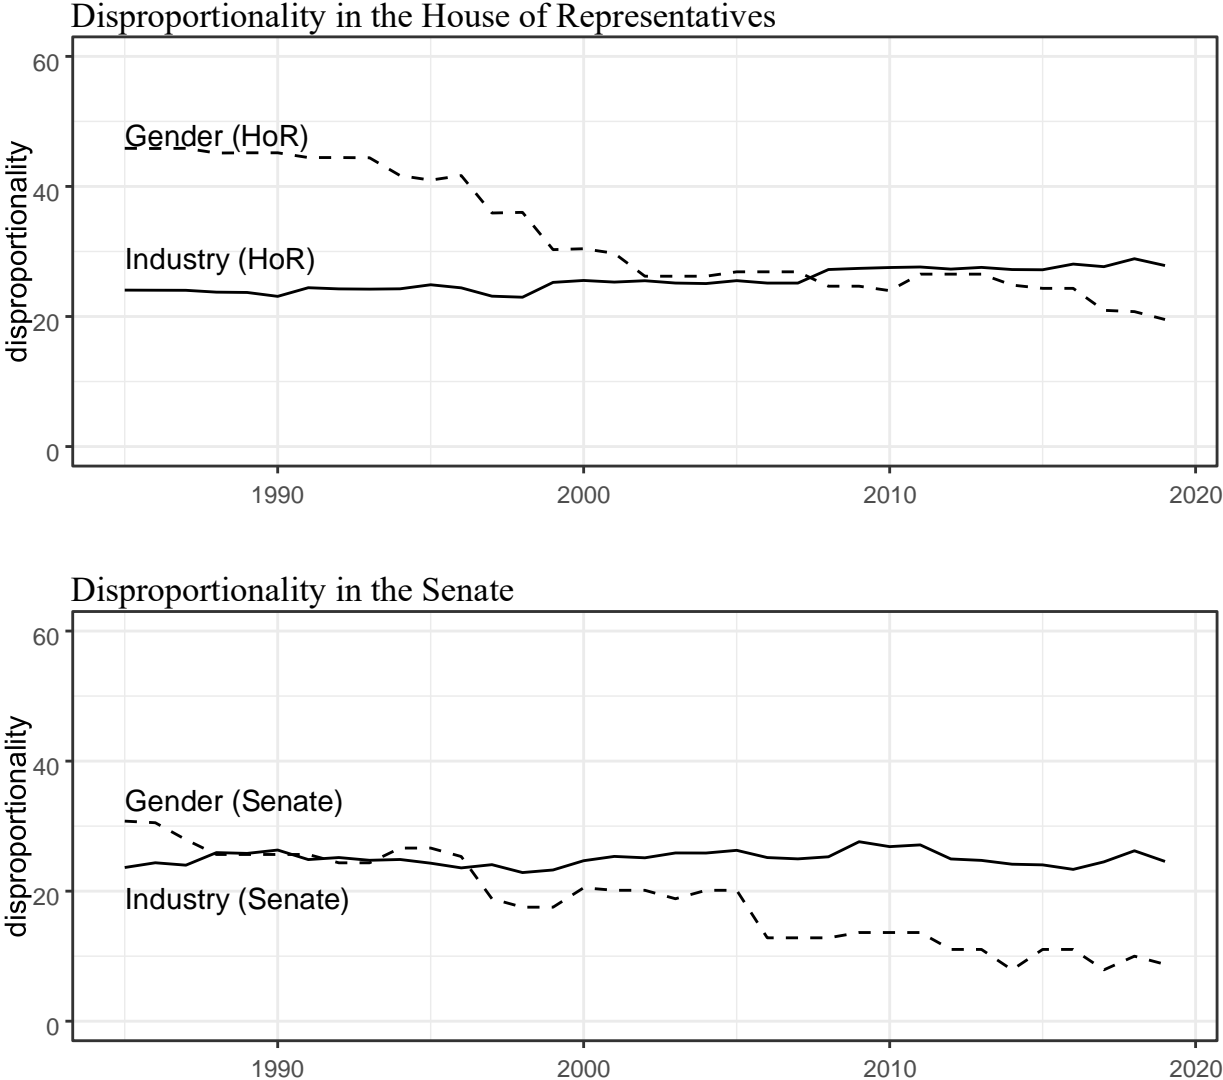 Disproportionality in the House of Representatives
disproportionality
60
40
20
0
Gender (HoR)
Industry (HoR)
1990 2000 2010 2020
Disproportionality in the Senate
disproportionality
60
40
20
0
Gender (Senate)
Industry (Senate)
1990 2000 2010 2020